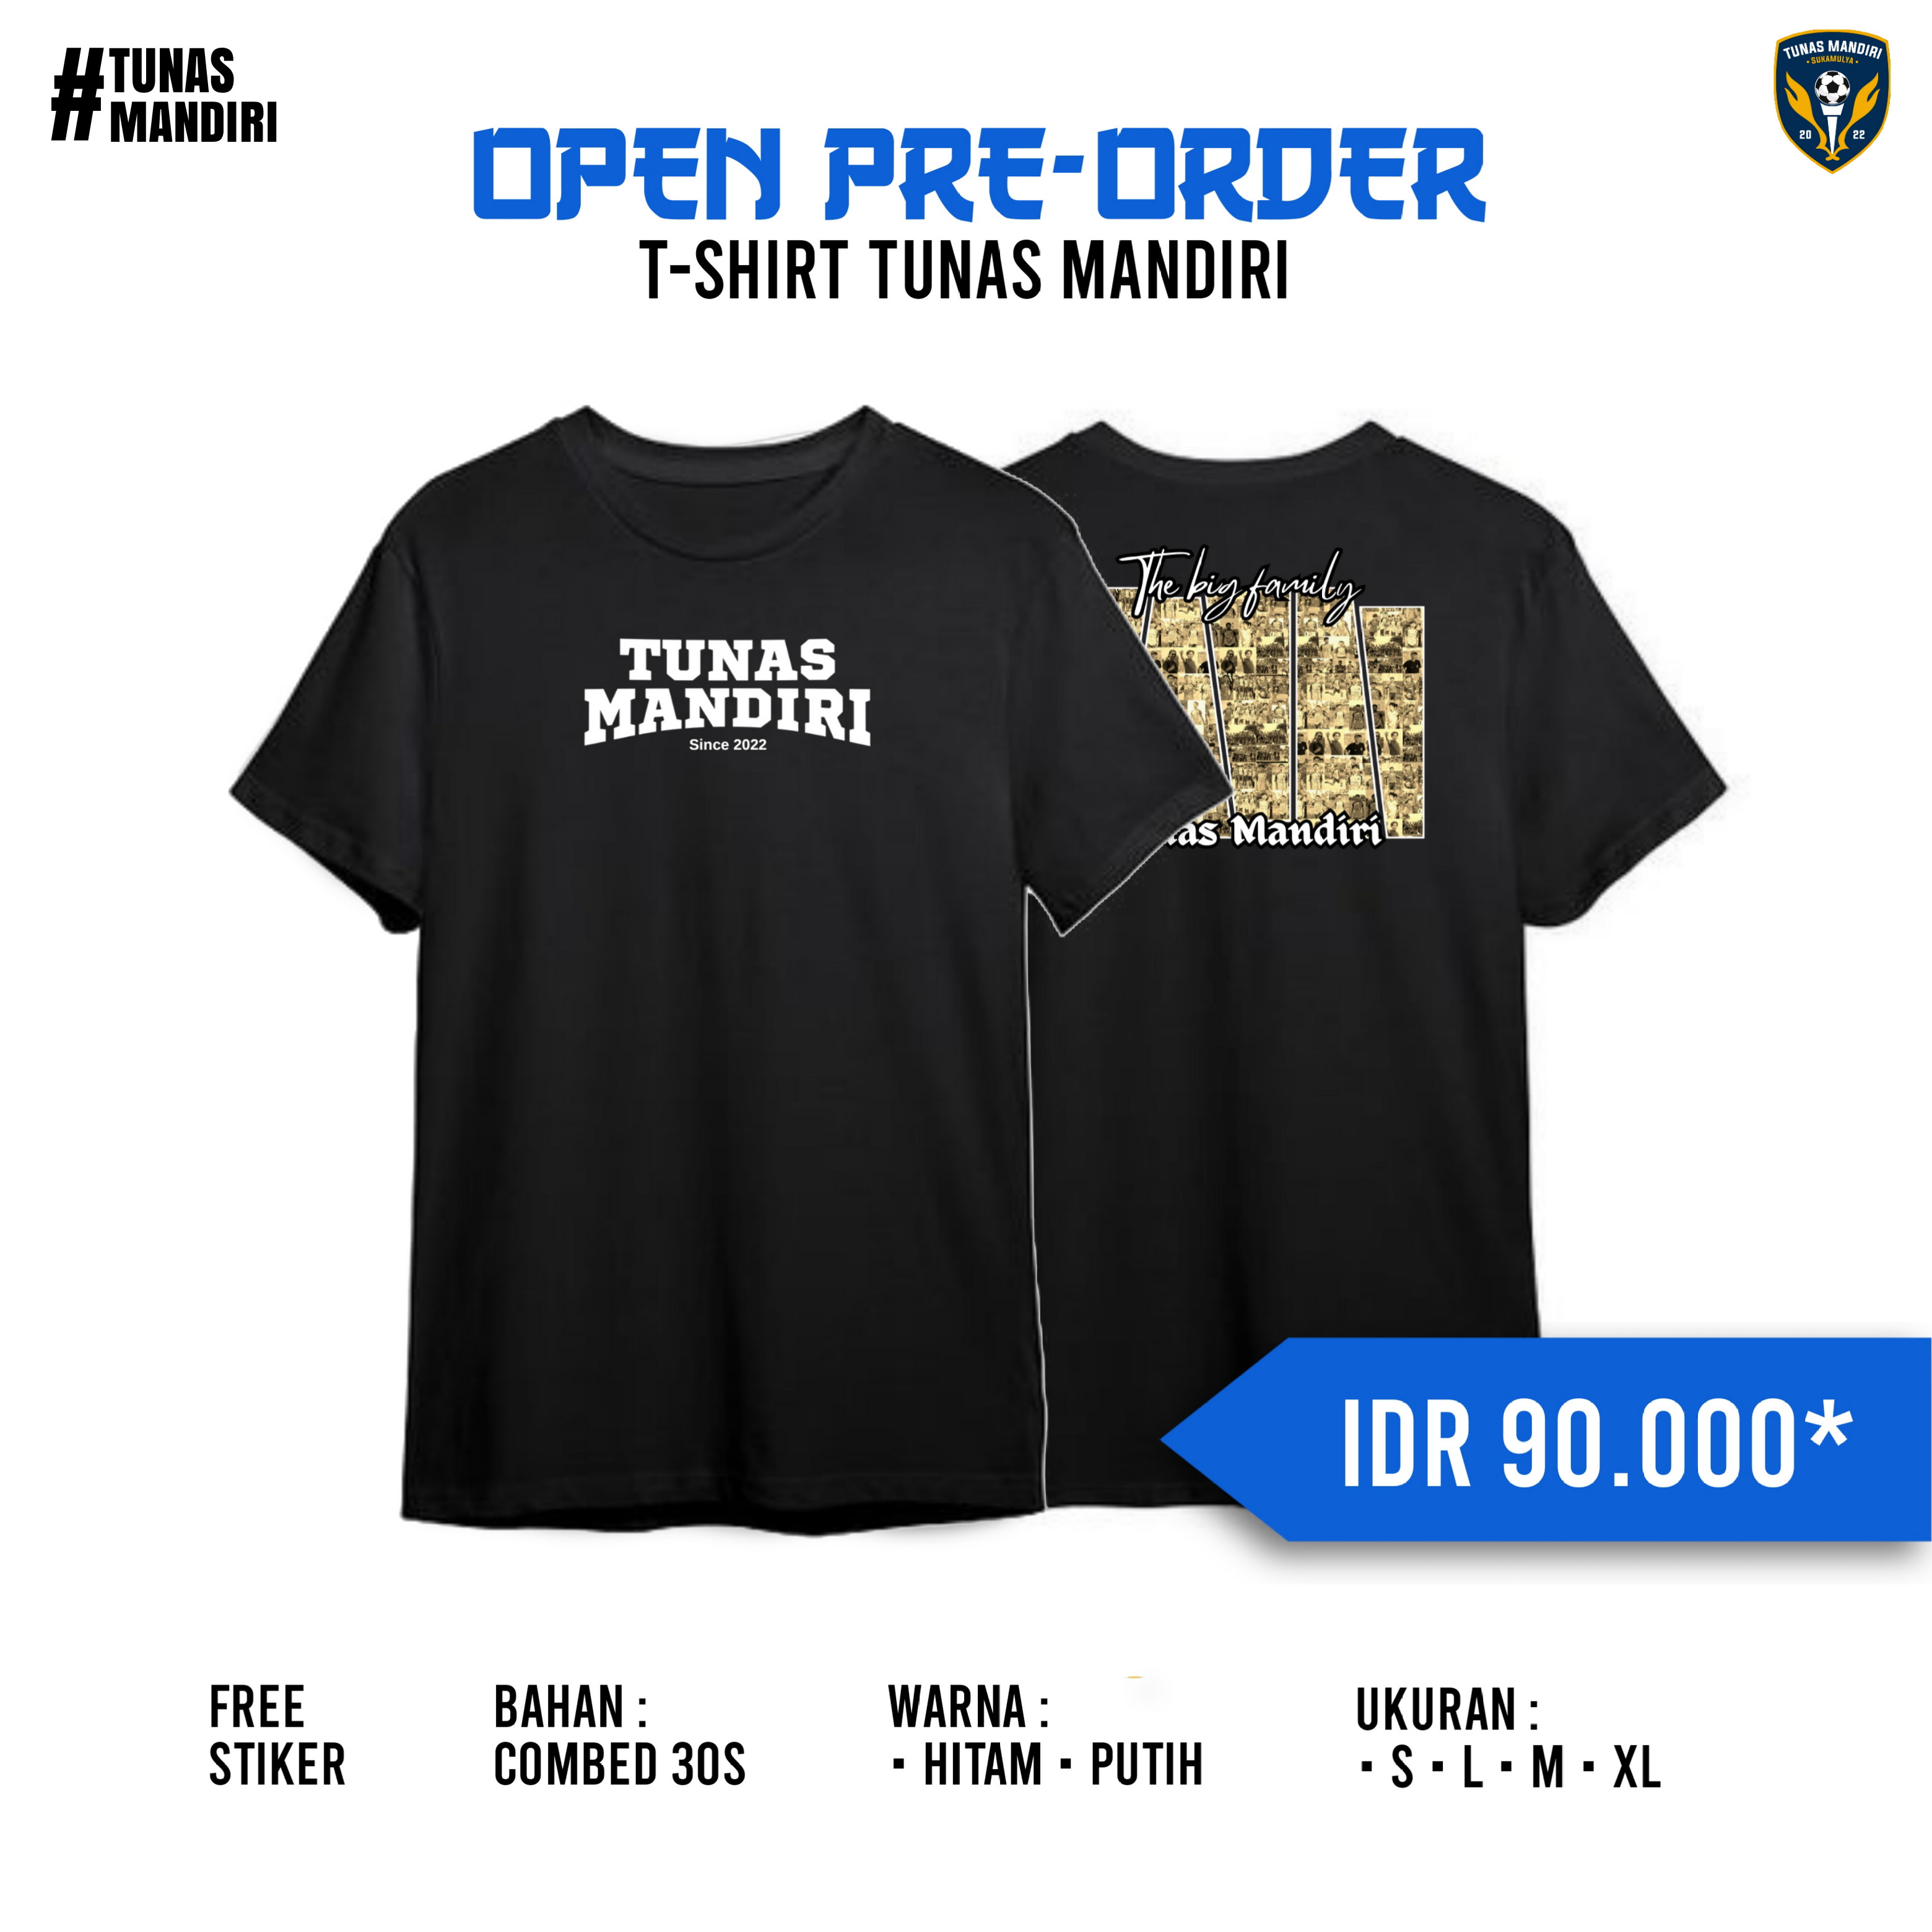 #TUNAS
MANDIRI
TUNAS MANDIRI
• SUKAMULYA •
20 22
OPEN PRE-ORDER
T-SHIRT TUNAS MANDIRI
TUNAS
MANDIRI
Since 2022
The big family
Mandiri
IDR 90.000*
FREE
STIKER
BAHAN :
COMBED 30S
WARNA :
▪ HITAM ▪ PUTIH
UKURAN :
▪ S ▪ L ▪ M ▪ XL